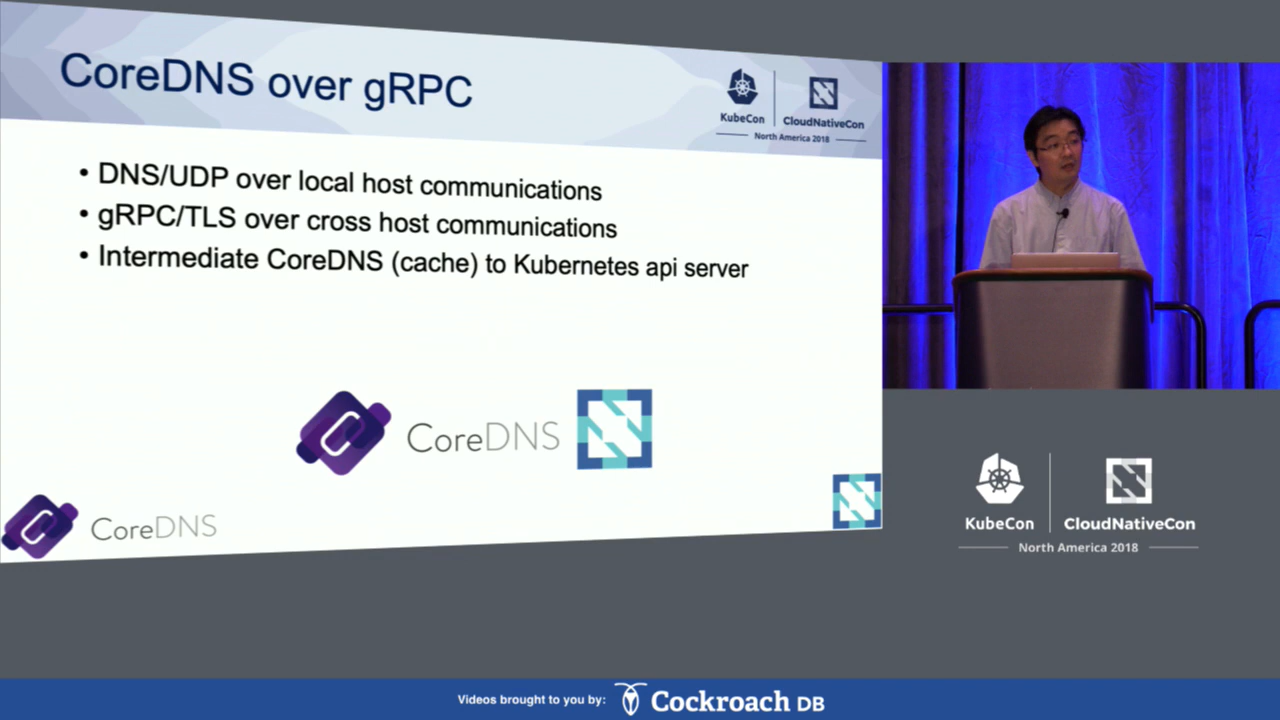 CoreDNS over gRPC
KubeCon
CloudNativeCon
North America 2018
• DNS/UDP over local host communications
• gRPC/TLS over cross host communications
• Intermediate CoreDNS (cache) to Kubernetes api server
CoreDNS
CoreDNS
KubeCon
CloudNativeCon
North America 2018
Videos brought to you by:
Cockroach DB